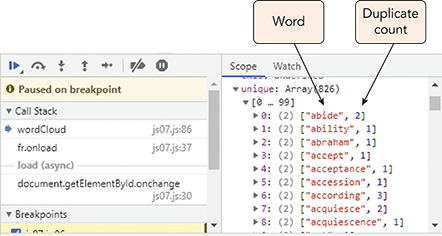 Word
Duplicate
count
Paused on breakpoint
Call Stack
wordCloud js07.js:86
fr.onload js07.js:37
load (async)
document.getElementById.onchange
js07.js:30
Breakpoints
Scope Watch
unique: Array(826)
[0 … 99]
0: (2) ["abide", 2]
1: (2) ["ability", 1]
2: (2) ["abraham", 1]
3: (2) ["accept", 1]
4: (2) ["acceptance", 1]
5: (2) ["accession", 1]
6: (2) ["according", 3]
7: (2) ["acquiesce", 2]
8: (2) ["acquiescence", 1]